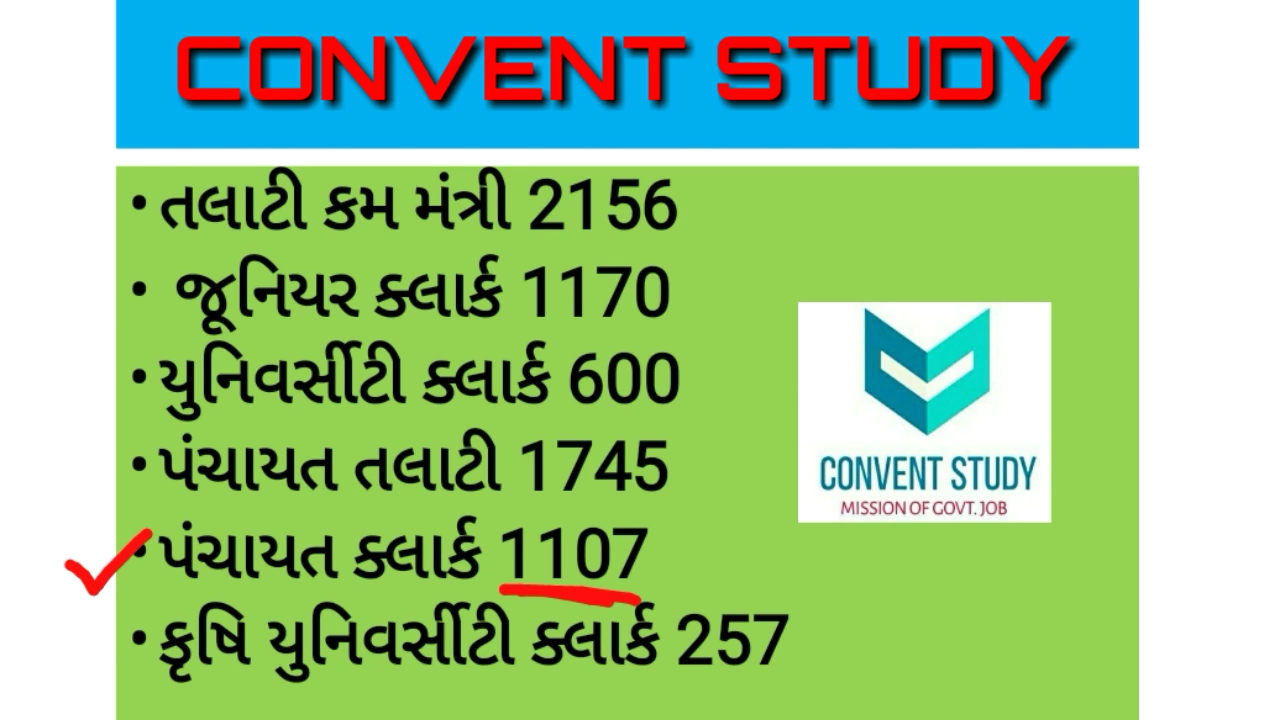 CONVENT STUDY
• તલાટી કમ મંત્રી 2156
• જૂનિયર ક્લાર્ક 1170
• યુનિવર્સીટી ક્લાર્ક 600
• પંચાયત તલાટી 1745
• પંચાયત ક્લાર્ક 1107
• કૃષિ યુનિવર્સીટી ક્લાર્ક 257
CONVENT STUDY
MISSION OF GOVT. JOB